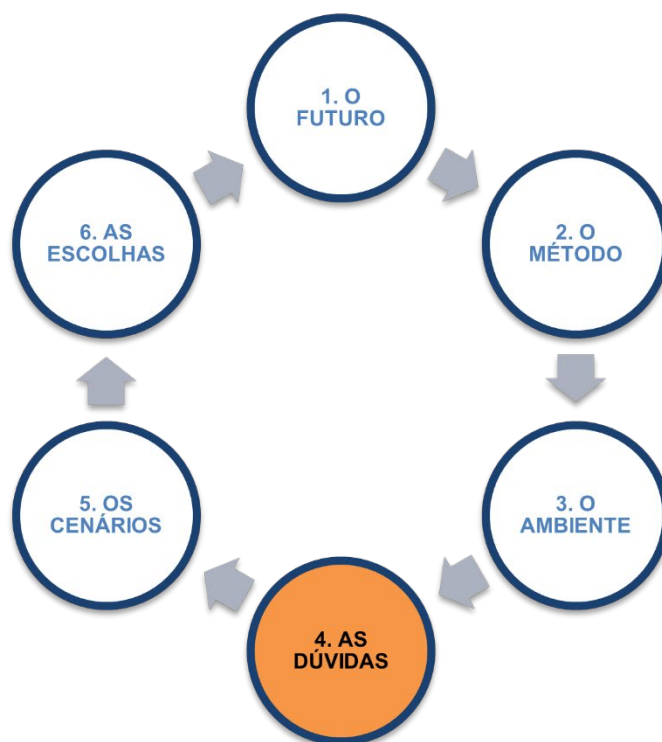 1. O
FUTURO
2. O
MÉTODO
3. O
AMBIENTE
4. AS
DÚVIDAS
5. OS
CENÁRIOS
6. AS
ESCOLHAS